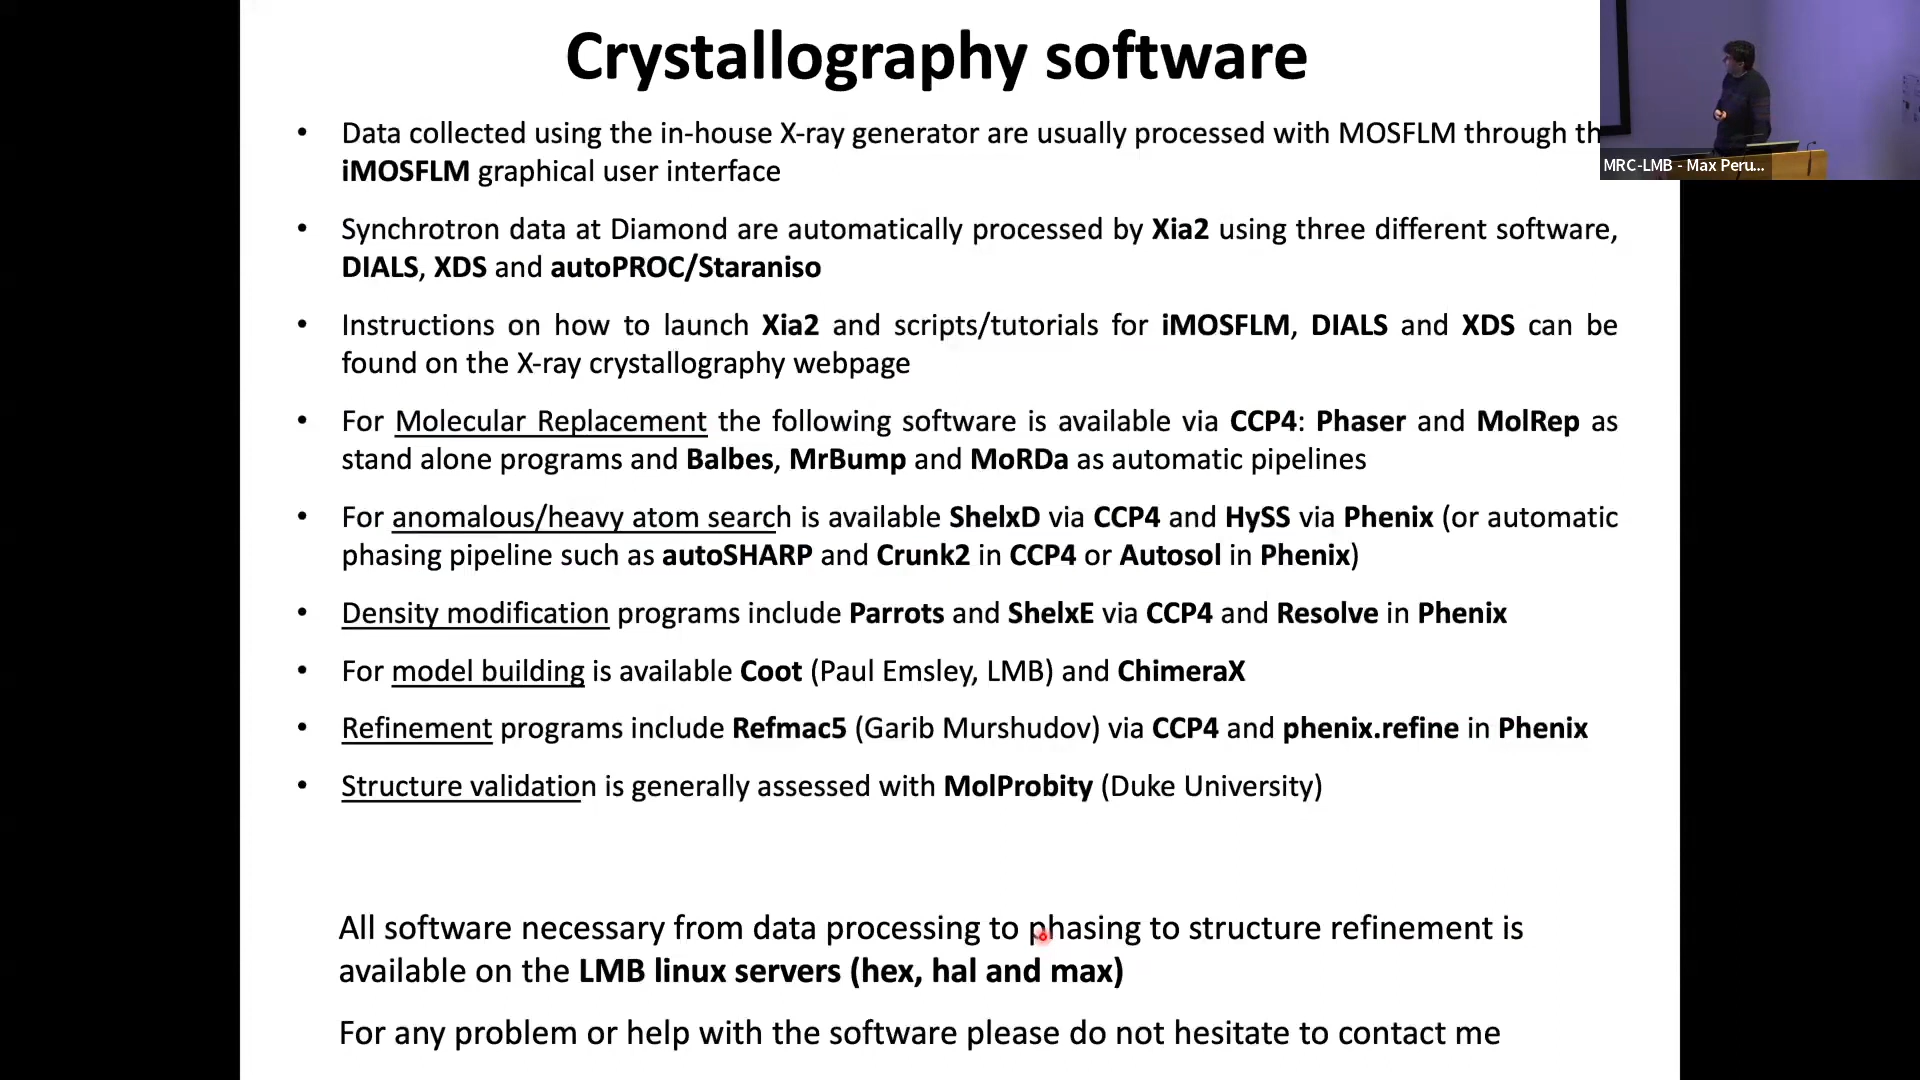 Crystallography software
• Data collected using the in-house X-ray generator are usually processed with MOSFLM through th
iMOSFLM graphical user interface
• Synchrotron data at Diamond are automatically processed by Xia2 using three different software,
DIALS, XDS and autoPROC/Staraniso
• Instructions on how to launch Xia2 and scripts/tutorials for iMOSFLM, DIALS and XDS can be
found on the X-ray crystallography webpage
• For Molecular Replacement the following software is available via CCP4: Phaser and MolRep as
stand alone programs and Balbes, MrBump and MoRDa as automatic pipelines
• For anomalous/heavy atom search is available ShelxD via CCP4 and HySS via Phenix (or automatic
phasing pipeline such as autoSHARP and Crunk2 in CCP4 or Autosol in Phenix)
• Density modification programs include Parrots and ShelxE via CCP4 and Resolve in Phenix
• For model building is available Coot (Paul Emsley, LMB) and ChimeraX
• Refinement programs include Refmac5 (Garib Murshudov) via CCP4 and phenix.refine in Phenix
• Structure validation is generally assessed with MolProbity (Duke University)
All software necessary from data processing to phasing to structure refinement is
available on the LMB linux servers (hex, hal and max)
For any problem or help with the software please do not hesitate to contact me
MRC-LMB - Max Peru...